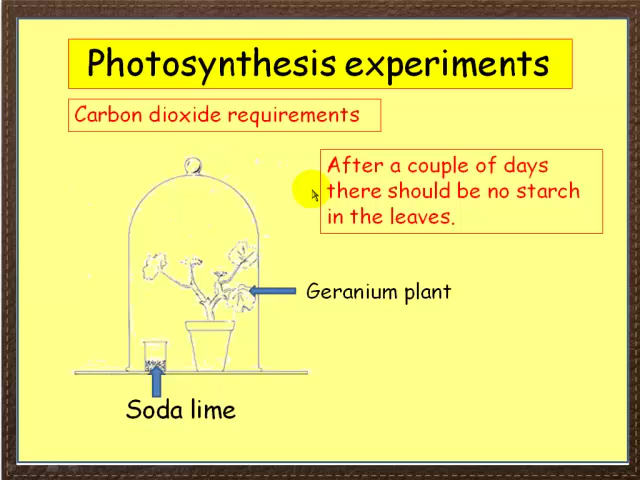 Photosynthesis experiments
Carbon dioxide requirements
After a couple of days
there should be no starch
in the leaves.
Geranium plant
Soda lime